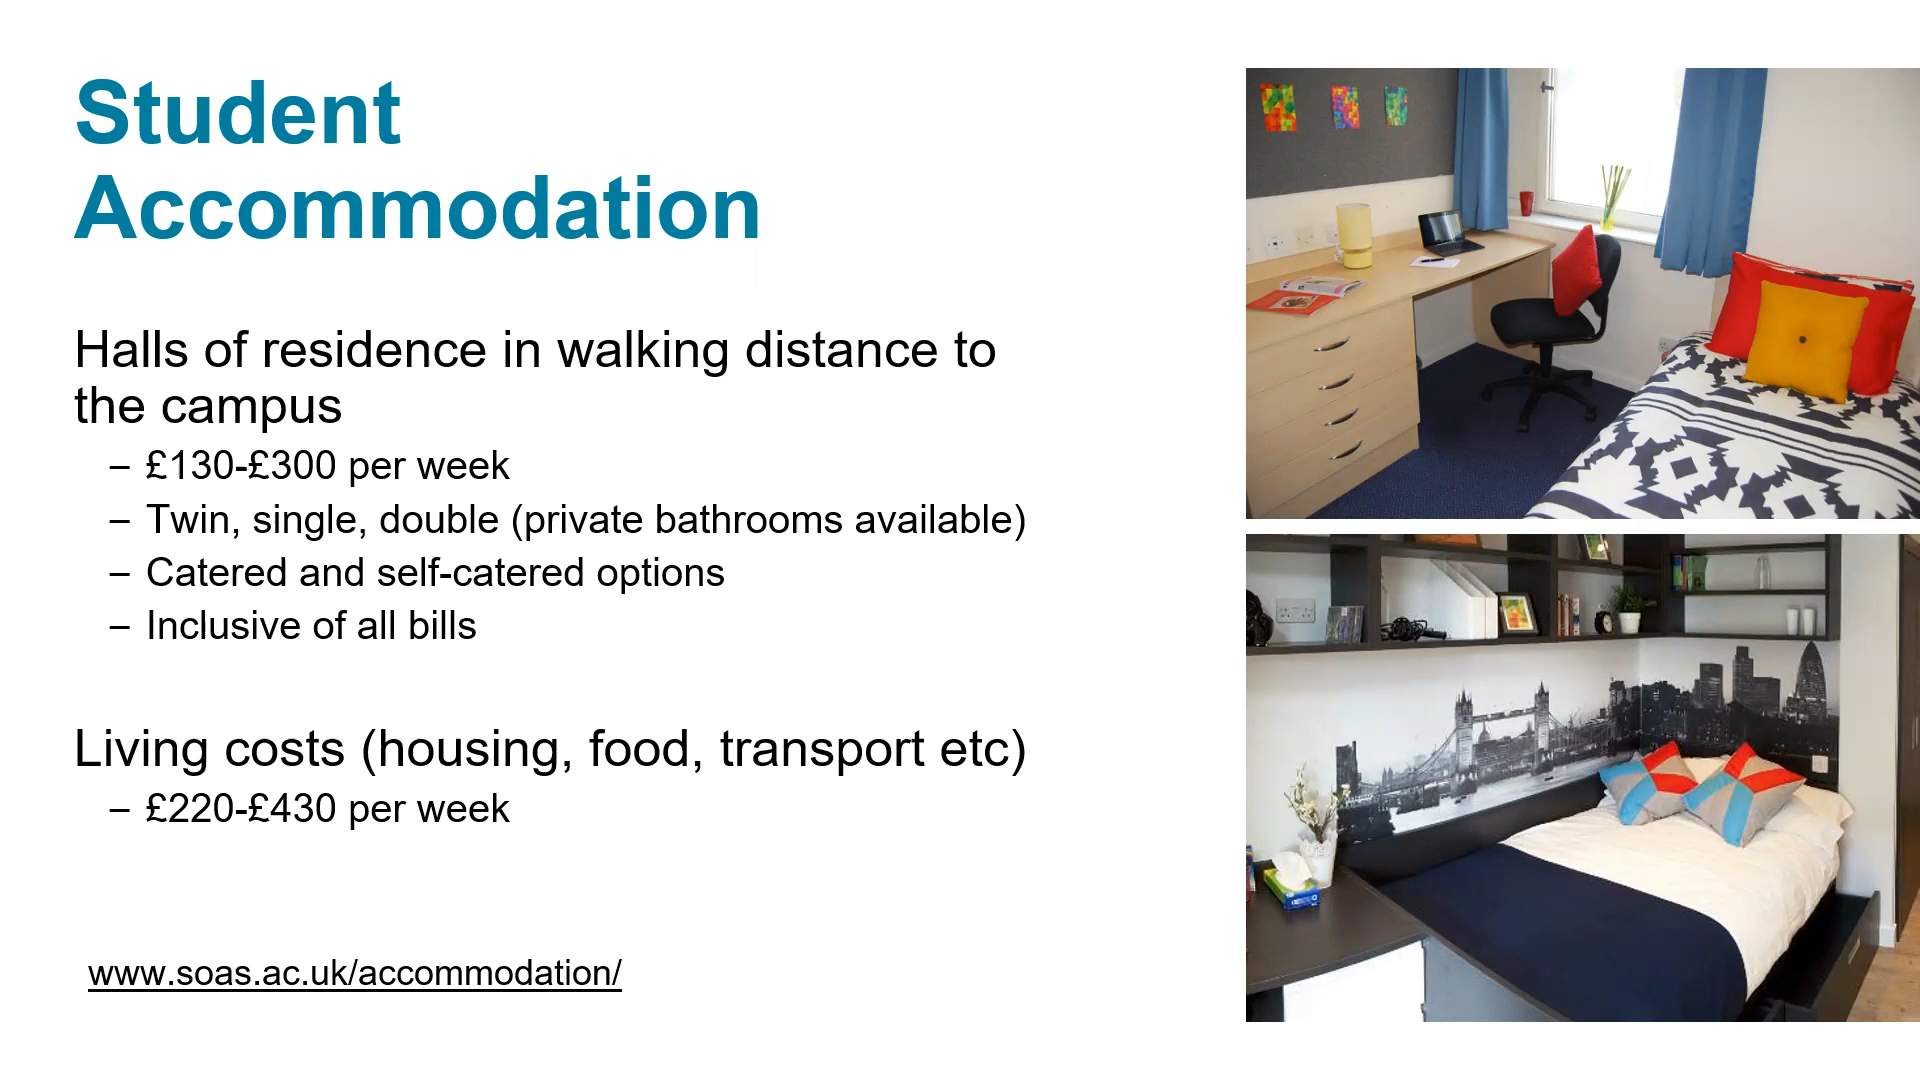 Student
Accommodation
Halls of residence in walking distance to
the campus
– £130-£300 per week
– Twin, single, double (private bathrooms available)
– Catered and self-catered options
– Inclusive of all bills
Living costs (housing, food, transport etc)
– £220-£430 per week
www.soas.ac.uk/accommodation/